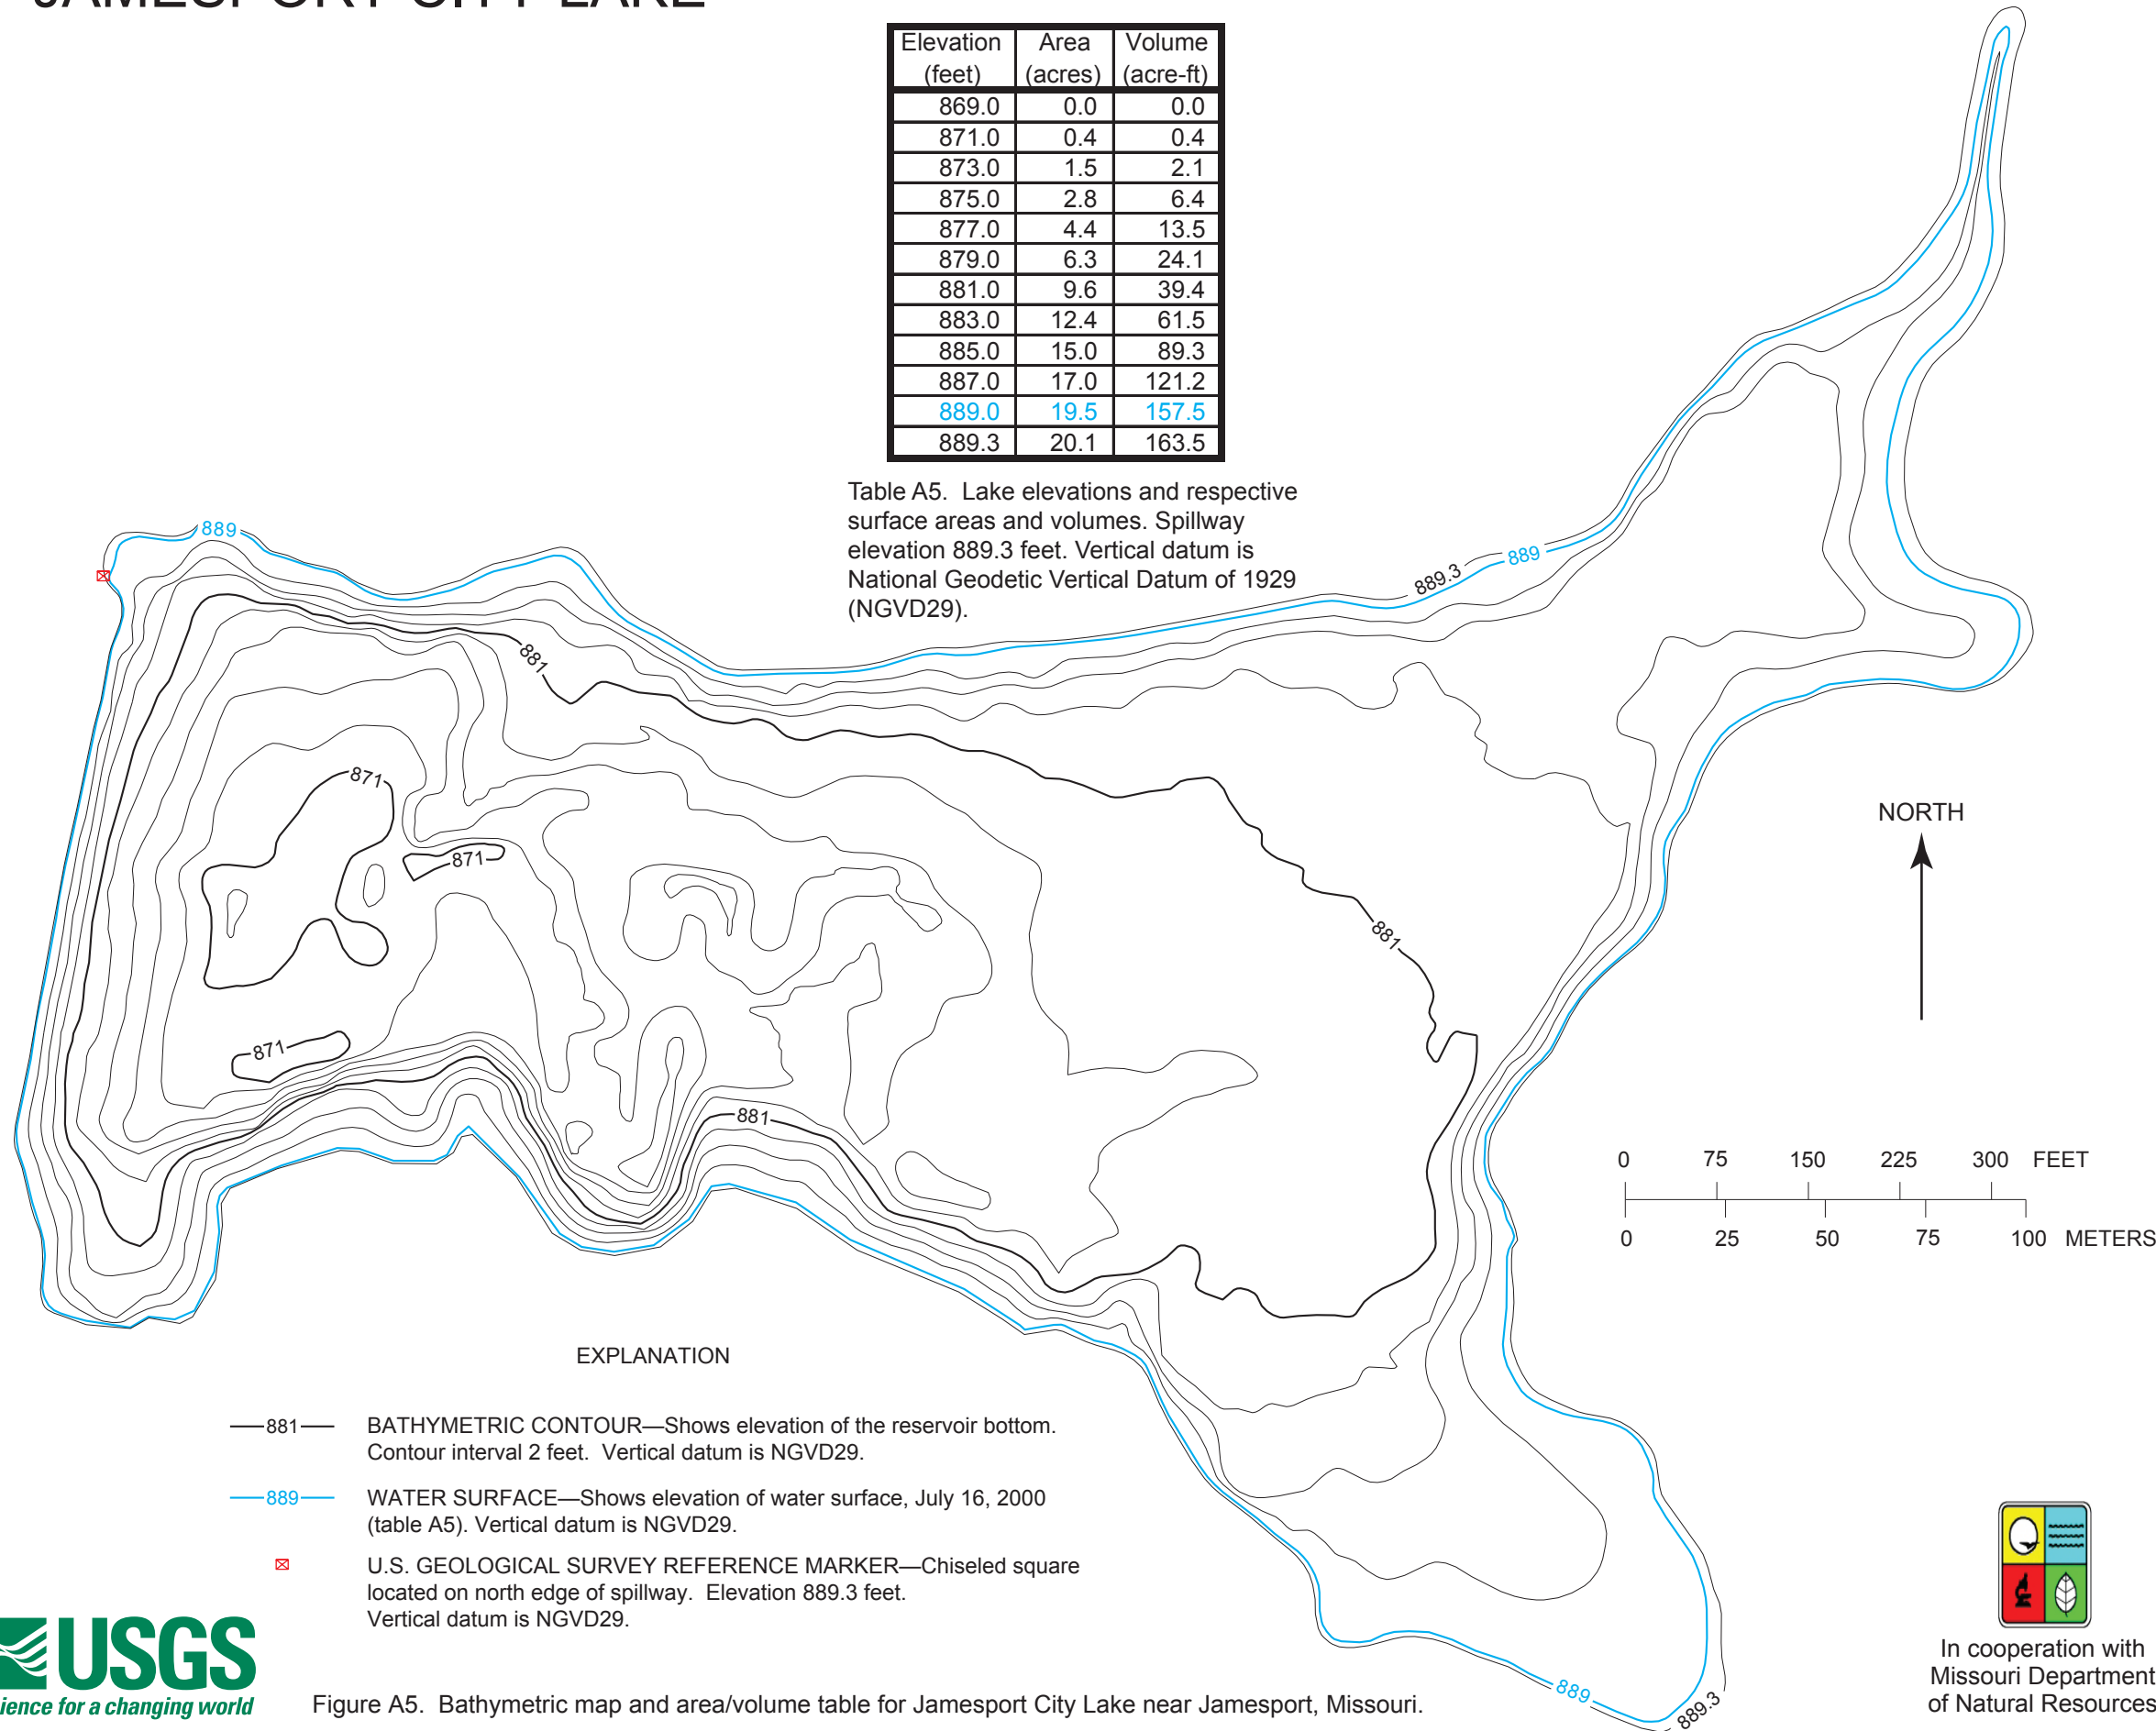 JAMESPORT CITY LAKE
Elevation (feet) Area (acres) Volume (acre-ft)
869.0 0.0 0.0
871.0 0.4 0.4
873.0 1.5 2.1
875.0 2.8 6.4
877.0 4.4 13.5
879.0 6.3 24.1
881.0 9.6 39.4
883.0 12.4 61.5
885.0 15.0 89.3
887.0 17.0 121.2
889.0 19.5 157.5
889.3 20.1 163.5
Table A5. Lake elevations and respective
surface areas and volumes. Spillway
elevation 889.3 feet. Vertical datum is
National Geodetic Vertical Datum of 1929
(NGVD29).
889
889.3
889
881
871
871
881
871
881
NORTH
0 75 150 225 300 FEET
0 25 50 75 100 METERS
EXPLANATION
881 BATHYMETRIC CONTOUR—Shows elevation of the reservoir bottom.
Contour interval 2 feet. Vertical datum is NGVD29.
889 WATER SURFACE—Shows elevation of water surface, July 16, 2000
(table A5). Vertical datum is NGVD29.
U.S. GEOLOGICAL SURVEY REFERENCE MARKER—Chiseled square
located on north edge of spillway. Elevation 889.3 feet.
Vertical datum is NGVD29.
889
889.3
USGS
ience for a changing world
Figure A5. Bathymetric map and area/volume table for Jamesport City Lake near Jamesport, Missouri.
In cooperation with
Missouri Department
of Natural Resources